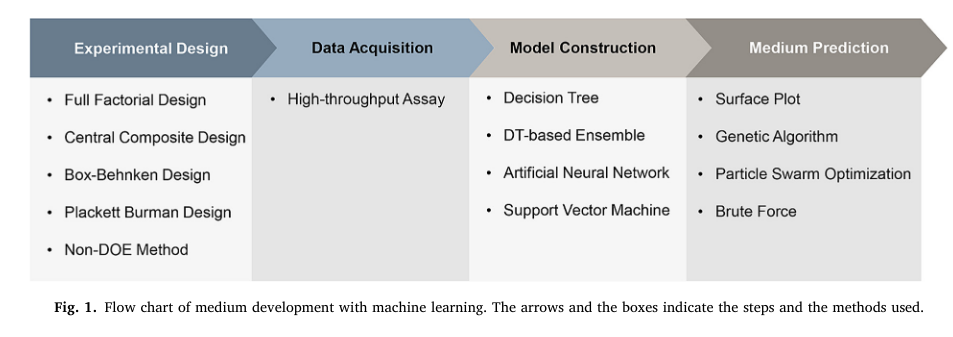 Experimental Design
Data Acquisition
Model Construction
Medium Prediction
• Full Factorial Design
• Central Composite Design
• Box-Behnken Design
• Plackett Burman Design
• Non-DOE Method
• High-throughput Assay
• Decision Tree
• DT-based Ensemble
• Artificial Neural Network
• Support Vector Machine
• Surface Plot
• Genetic Algorithm
• Particle Swarm Optimization
• Brute Force
Fig. 1. Flow chart of medium development with machine learning. The arrows and the boxes indicate the steps and the methods used.